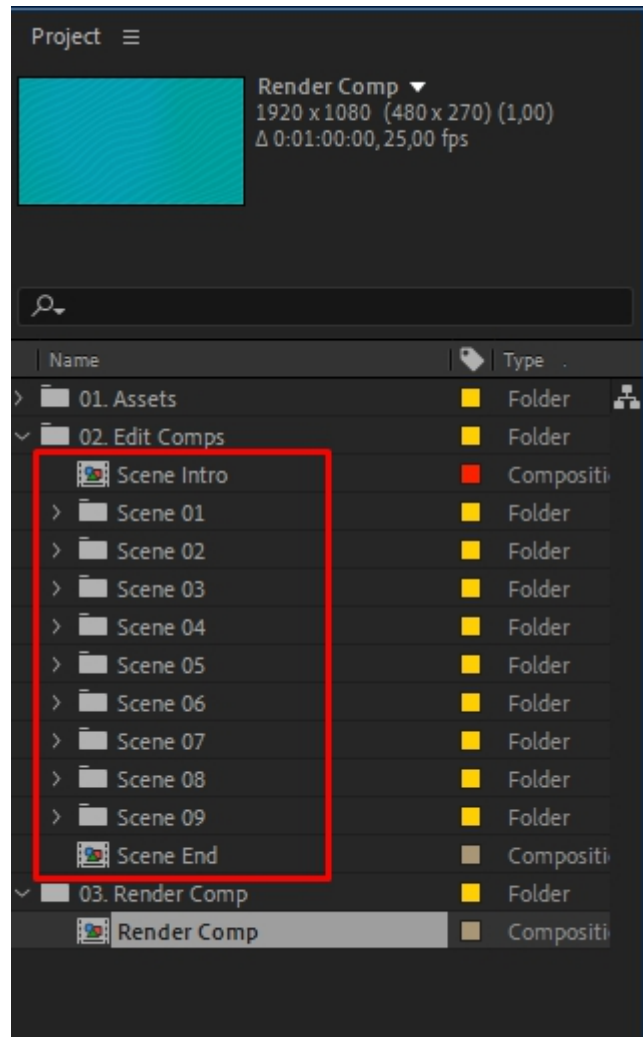 Project
Render Comp
1920 x 1080 (480 x 270) (1,00)
Δ 0:01:00:00, 25,00 fps
Name Type
01. Assets Folder
02. Edit Comps Folder
Scene Intro Compositi
Scene 01 Folder
Scene 02 Folder
Scene 03 Folder
Scene 04 Folder
Scene 05 Folder
Scene 06 Folder
Scene 07 Folder
Scene 08 Folder
Scene 09 Folder
Scene End Compositi
03. Render Comp Folder
Render Comp Compositi